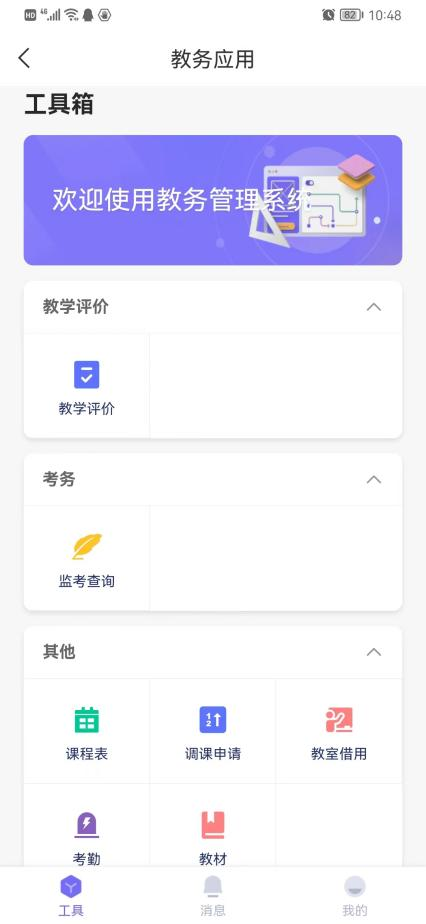 HD 4G 82 10:48
教务应用
工具箱
欢迎使用教务管理系统
教学评价
教学评价
考务
监考查询
其他
课程表 调课申请 教室借用
考勤 教材
工具 消息 我的